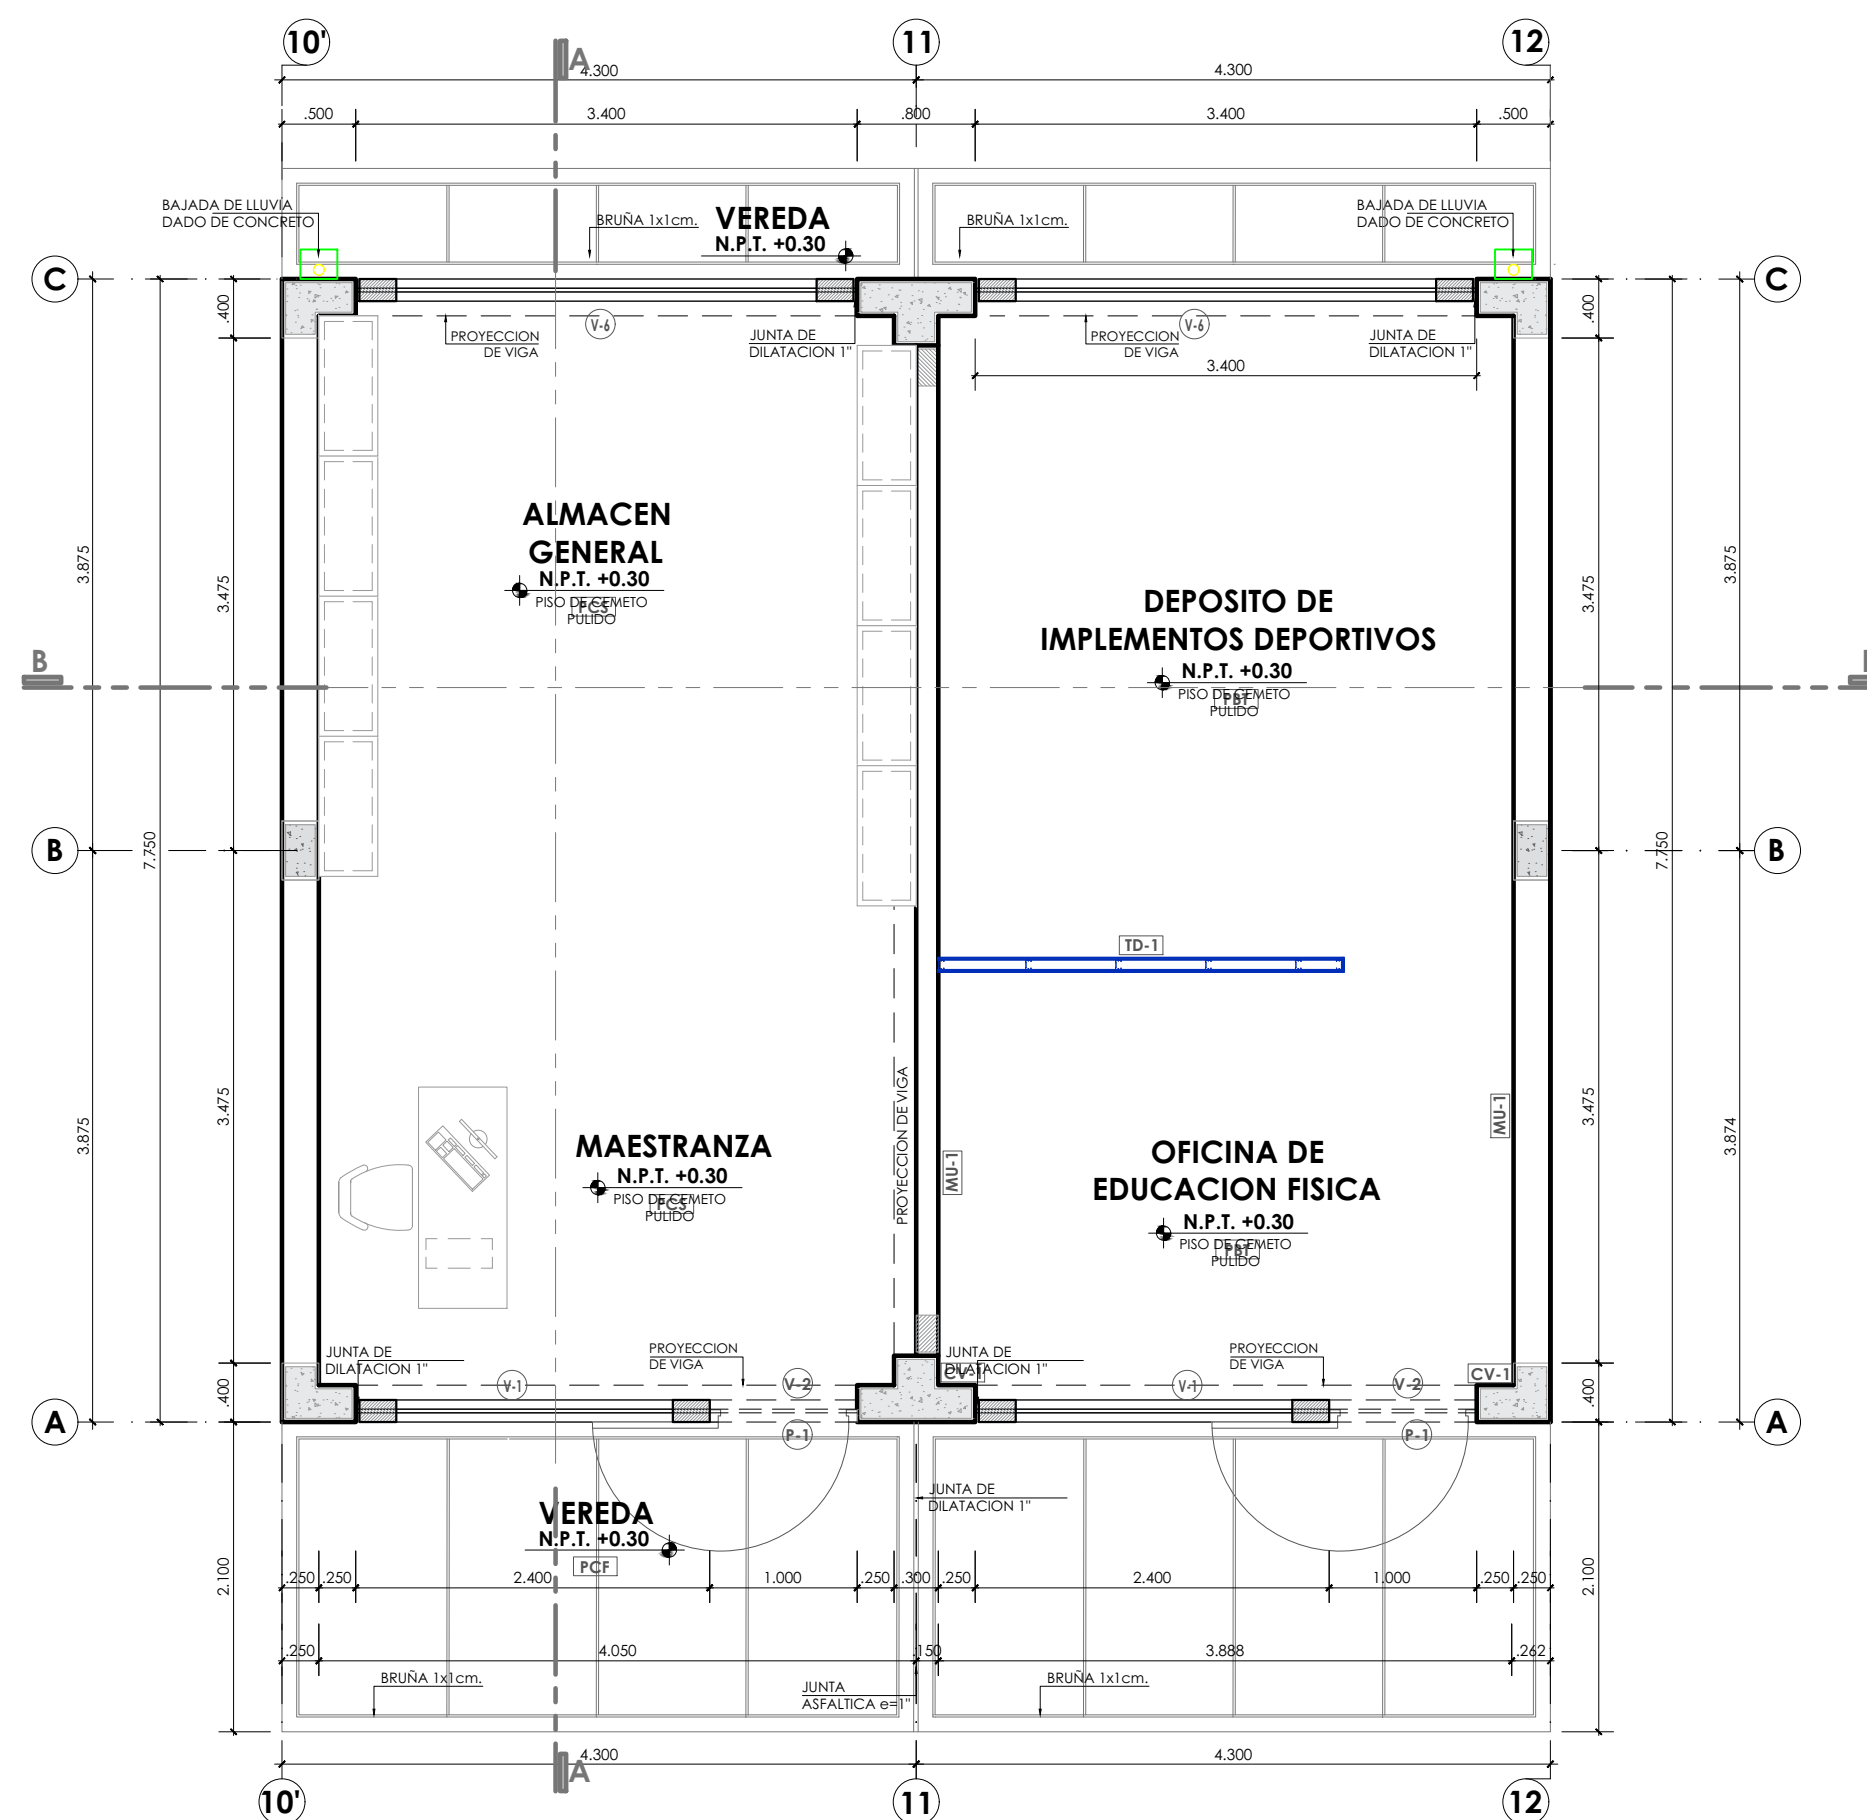 10'
11
12
A
4.300
4.300
.500
3.400
.800
3.400
.500
BAJADA DE LLUVIA
DADO DE CONCRETO
BRUÑA 1x1cm.
VEREDA
N.P.T. +0.30
BRUÑA 1x1cm.
BAJADA DE LLUVIA
DADO DE CONCRETO
C
C
.400
.400
V-6
V-6
PROYECCION
DE VIGA
JUNTA DE
DILATACION 1"
PROYECCION
DE VIGA
JUNTA DE
DILATACION 1"
3.400
ALMACEN
GENERAL
N.P.T. +0.30
PISO DE CEMETO
PULIDO
FCS
3.875
3.475
3.475
3.875
DEPOSITO DE
IMPLEMENTOS DEPORTIVOS
N.P.T. +0.30
PISO DE CEMETO
PULIDO
PBT
B
B
B
7.750
7.750
TD-1
3.875
3.475
3.475
3.874
PROYECCION DE VIGA
MU-1
MU-1
MAESTRANZA
N.P.T. +0.30
PISO DE CEMETO
PULIDO
FCS
OFICINA DE
EDUCACION FISICA
N.P.T. +0.30
PISO DE CEMETO
PULIDO
PBT
JUNTA DE
DILATACION 1"
PROYECCION
DE VIGA
JUNTA DE
DILATACION 1"
PROYECCION
DE VIGA
CV-1
CV-1
V-1
V-2
V-1
V-2
.400
.400
A
A
P-1
P-1
VEREDA
N.P.T. +0.30
PCF
JUNTA DE
DILATACION 1"
2.100
2.100
.250
.250
2.400
1.000
.250
.300
.250
2.400
1.000
.250
.250
.250
4.050
.150
3.888
.262
BRUÑA 1x1cm.
JUNTA
ASFALTICA e=1"
BRUÑA 1x1cm.
4.300
4.300
A
10'
11
12